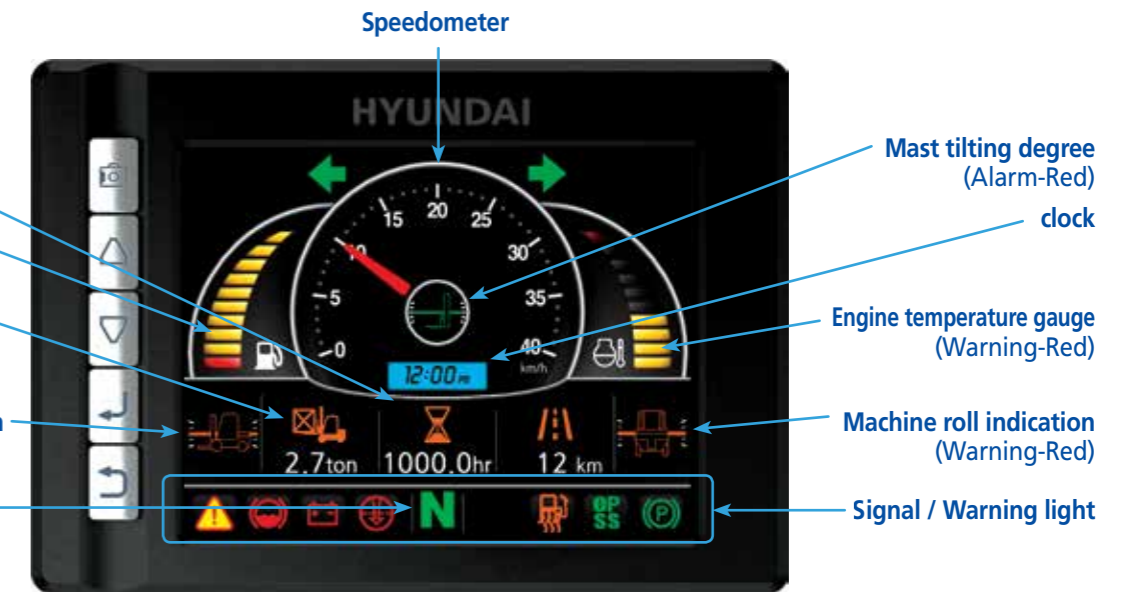 Speedometer
HYUNDAI
Mast tilting degree
(Alarm-Red)
clock
15 20 25
10 30
5 35
0 40
km/h
12:00 PM
Engine temperature gauge
(Warning-Red)
2.7ton 1000.0hr 12 km
Machine roll indication
(Warning-Red)
N OP
SS P
Signal / Warning light